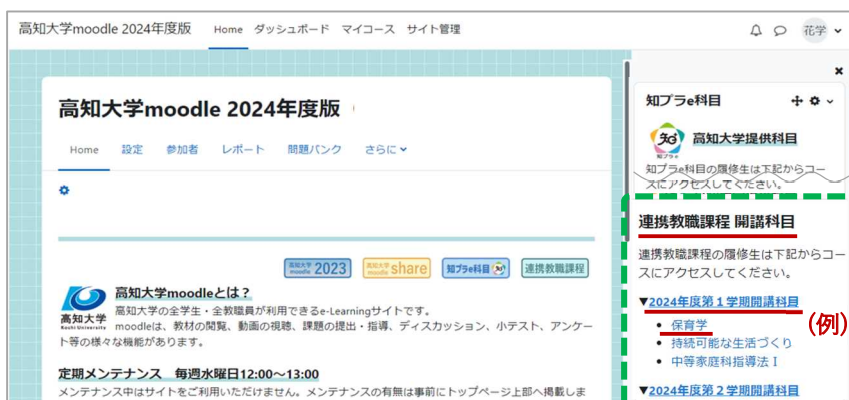 高知大学moodle 2024年度版 Home ダッシュボード マイコース サイト管理 花学
高知大学moodle 2024年度版
Home 設定 参加者 レポート 問題バンク さらに
高知大学moodle 2023 高知大学moodle share 知プラe科目 連携教職課程
高知大学moodleとは？
高知大学の全学生・全教職員が利用できるe-Learningサイトです。
高知大学
Kochi University
moodleは、教材の閲覧、動画の視聴、課題の提出・指導、ディスカッション、小テスト、アンケー
ト等の様々な機能があります。
定期メンテナンス　毎週水曜日12:00～13:00
メンテナンス中はサイトをご利用いただけません。メンテナンスの有無は事前にトップページ上部へ掲載しま
知プラe科目
知プラe
高知大学提供科目
知プラe科目の履修生は下記からコー
スにアクセスしてください。
連携教職課程 開講科目
連携教職課程の履修生は下記からコー
スにアクセスしてください。
▼2024年度第１学期開講科目
• 保育学 (例)
• 持続可能な生活づくり
• 中等家庭科指導法Ⅰ
▼2024年度第２学期開講科目